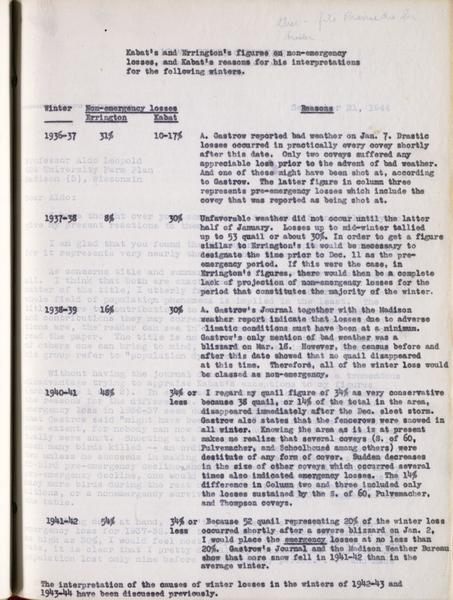 Kabat's and Errington's figures on non-emergency
losses, and Kabat's reasons for his interpretations
for the following winters.
Winter Non-emergency losses Reasons
Errington Kabat
1936-37 31% 10-17% A. Gastrow reported bad weather on Jan. 7. Drastic
losses occurred in practically every covey shortly
after this date. Only two coveys suffered any
appreciable loss prior to the advent of bad weather.
And one of these might have been shot at, according
to Gastrow. The latter figure in column three
represents pre-emergency losses which include the
covey that was reported as being shot at.
1937-38 8% 30% Unfavorable weather did not occur until the latter
half of January. Losses up to mid-winter tallied
up to 53 quail or about 30%. In order to get a figure
similar to Errington's it would be necessary to
designate the time prior to Dec. 11 as the pre-
emergency period. If this were the case, in
Errington's figures, there would then be a complete
lack of projection of non-emergency losses for the
period that constitutes the majority of the winter.
1938-39 16% 30% A. Gastrow's Journal together with the Madison
weather report indicate that losses due to adverse
climatic conditions must have been at a minimum.
Gastrow's only mention of bad weather was a
blizzard on Mar. 15. However, the census before and
after this date showed that no quail disappeared
at this time. Therefore, all of the winter loss would
be classed as non-emergency.
1940-41 45% 34% or I regard my quail figure of 34% as very conservative
less because 38 quail, or 14% of the total in the area,
disappeared immediately after the Dec. sleet storm.
Gastrow also states that the fencerows were snowed in
all winter. Knowing the area as it is at present
makes me realize that several coveys (S. of 60,
Pulvemacher, and Schoolhouse among others) were
destitute of any form of cover. Sudden decreases
in the size of other coveys which occurred several
times also indicated emergency losses. The 14%
difference in Column two and three included only
the losses sustained by the S. of 60, Pulvemacher,
and Thompson coveys.
1941-42 54% 34% or Because 52 quail representing 20% of the winter loss
less occurred shortly after a severe blizzard on Jan. 2,
I would place the emergency losses at no less than
20%. Gastrow's Journal and the Madison Weather Bureau
show that more snow fell in 1941-42 than in the
average winter.
The interpretation of the causes of winter losses in the winters of 1942-43 and
1943-44 have been discussed previously.